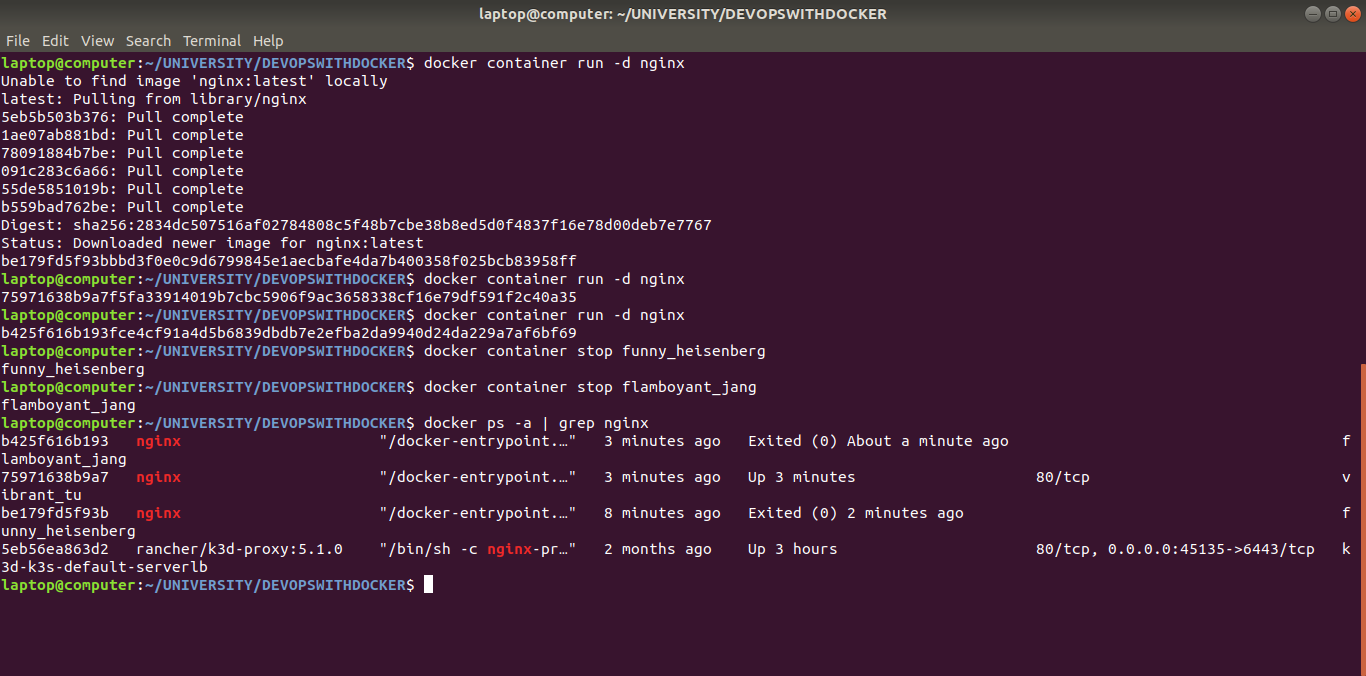 laptop@computer: ~/UNIVERSITY/DEVOPSWITHDOCKER
File Edit View Search Terminal Help
laptop@computer:~/UNIVERSITY/DEVOPSWITHDOCKER$ docker container run -d nginx
Unable to find image 'nginx:latest' locally
latest: Pulling from library/nginx
5eb5b503b376: Pull complete
1ae07ab881bd: Pull complete
78091884b7be: Pull complete
091c283c6a66: Pull complete
55de5851019b: Pull complete
b559bad762be: Pull complete
Digest: sha256:2834dc507516af02784808c5f48b7cbe38b8ed5d0f4837f16e78d00deb7e7767
Status: Downloaded newer image for nginx:latest
be179fd5f93bbbd3f0e0c9d6799845e1aecbafe4da7b400358f025bcb83958ff
laptop@computer:~/UNIVERSITY/DEVOPSWITHDOCKER$ docker container run -d nginx
75971638b9a7f5fa33914019b7cbc5906f9ac3658338cf16e79df591f2c40a35
laptop@computer:~/UNIVERSITY/DEVOPSWITHDOCKER$ docker container run -d nginx
b425f616b193fce4cf91a4d5b6839dbdb7e2efba2da9940d24da229a7af6bf69
laptop@computer:~/UNIVERSITY/DEVOPSWITHDOCKER$ docker container stop funny_heisenberg
funny_heisenberg
laptop@computer:~/UNIVERSITY/DEVOPSWITHDOCKER$ docker container stop flamboyant_jang
flamboyant_jang
laptop@computer:~/UNIVERSITY/DEVOPSWITHDOCKER$ docker ps -a | grep nginx
b425f616b193 nginx "/docker-entrypoint.…" 3 minutes ago Exited (0) About a minute ago f
lamboyant_jang
75971638b9a7 nginx "/docker-entrypoint.…" 3 minutes ago Up 3 minutes 80/tcp v
ibrant_tu
be179fd5f93b nginx "/docker-entrypoint.…" 8 minutes ago Exited (0) 2 minutes ago f
unny_heisenberg
5eb56ea863d2 rancher/k3d-proxy:5.1.0 "/bin/sh -c nginx-pr…" 2 months ago Up 3 hours 80/tcp, 0.0.0.0:45135->6443/tcp k
3d-k3s-default-serverlb
laptop@computer:~/UNIVERSITY/DEVOPSWITHDOCKER$